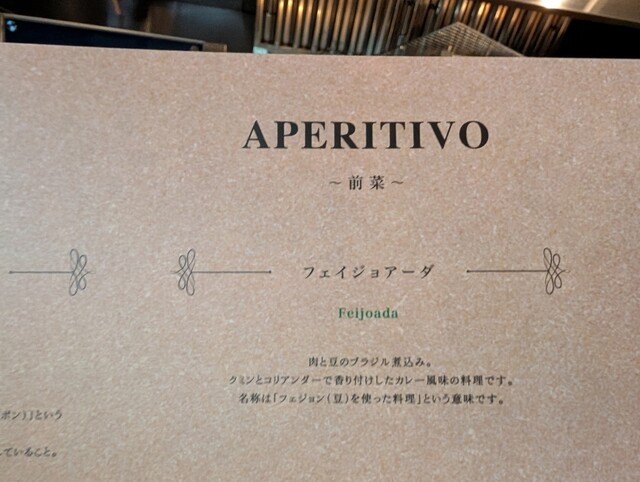 APERITIVO
～前菜～
フェイジョアーダ
Feijoada
肉と豆のブラジル煮込み。
クミンとコリアンダーで香り付けしたカレー風味の料理です。
名称は「フェジョン(豆)を使った料理」という意味です。
ボン)」という
ていること。